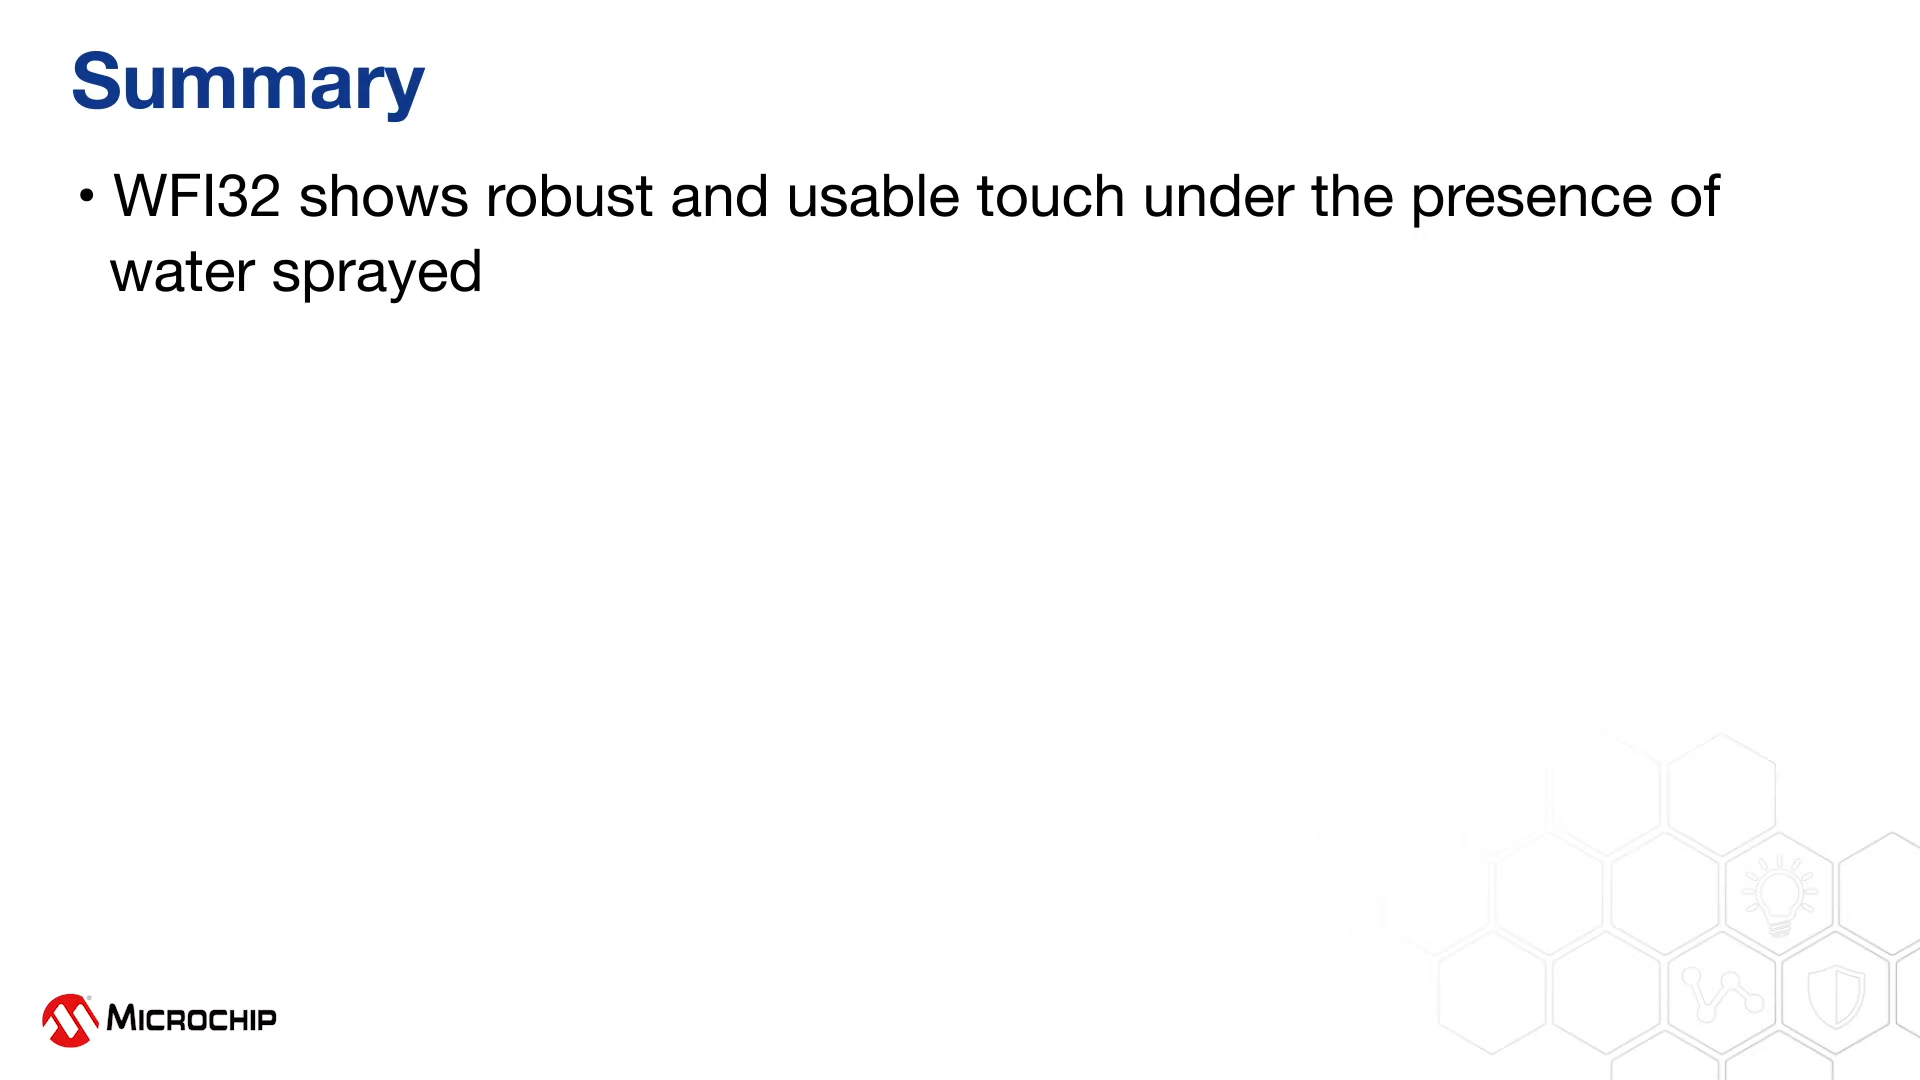 Summary
• WFI32 shows robust and usable touch under the presence of
water sprayed
MICROCHIP